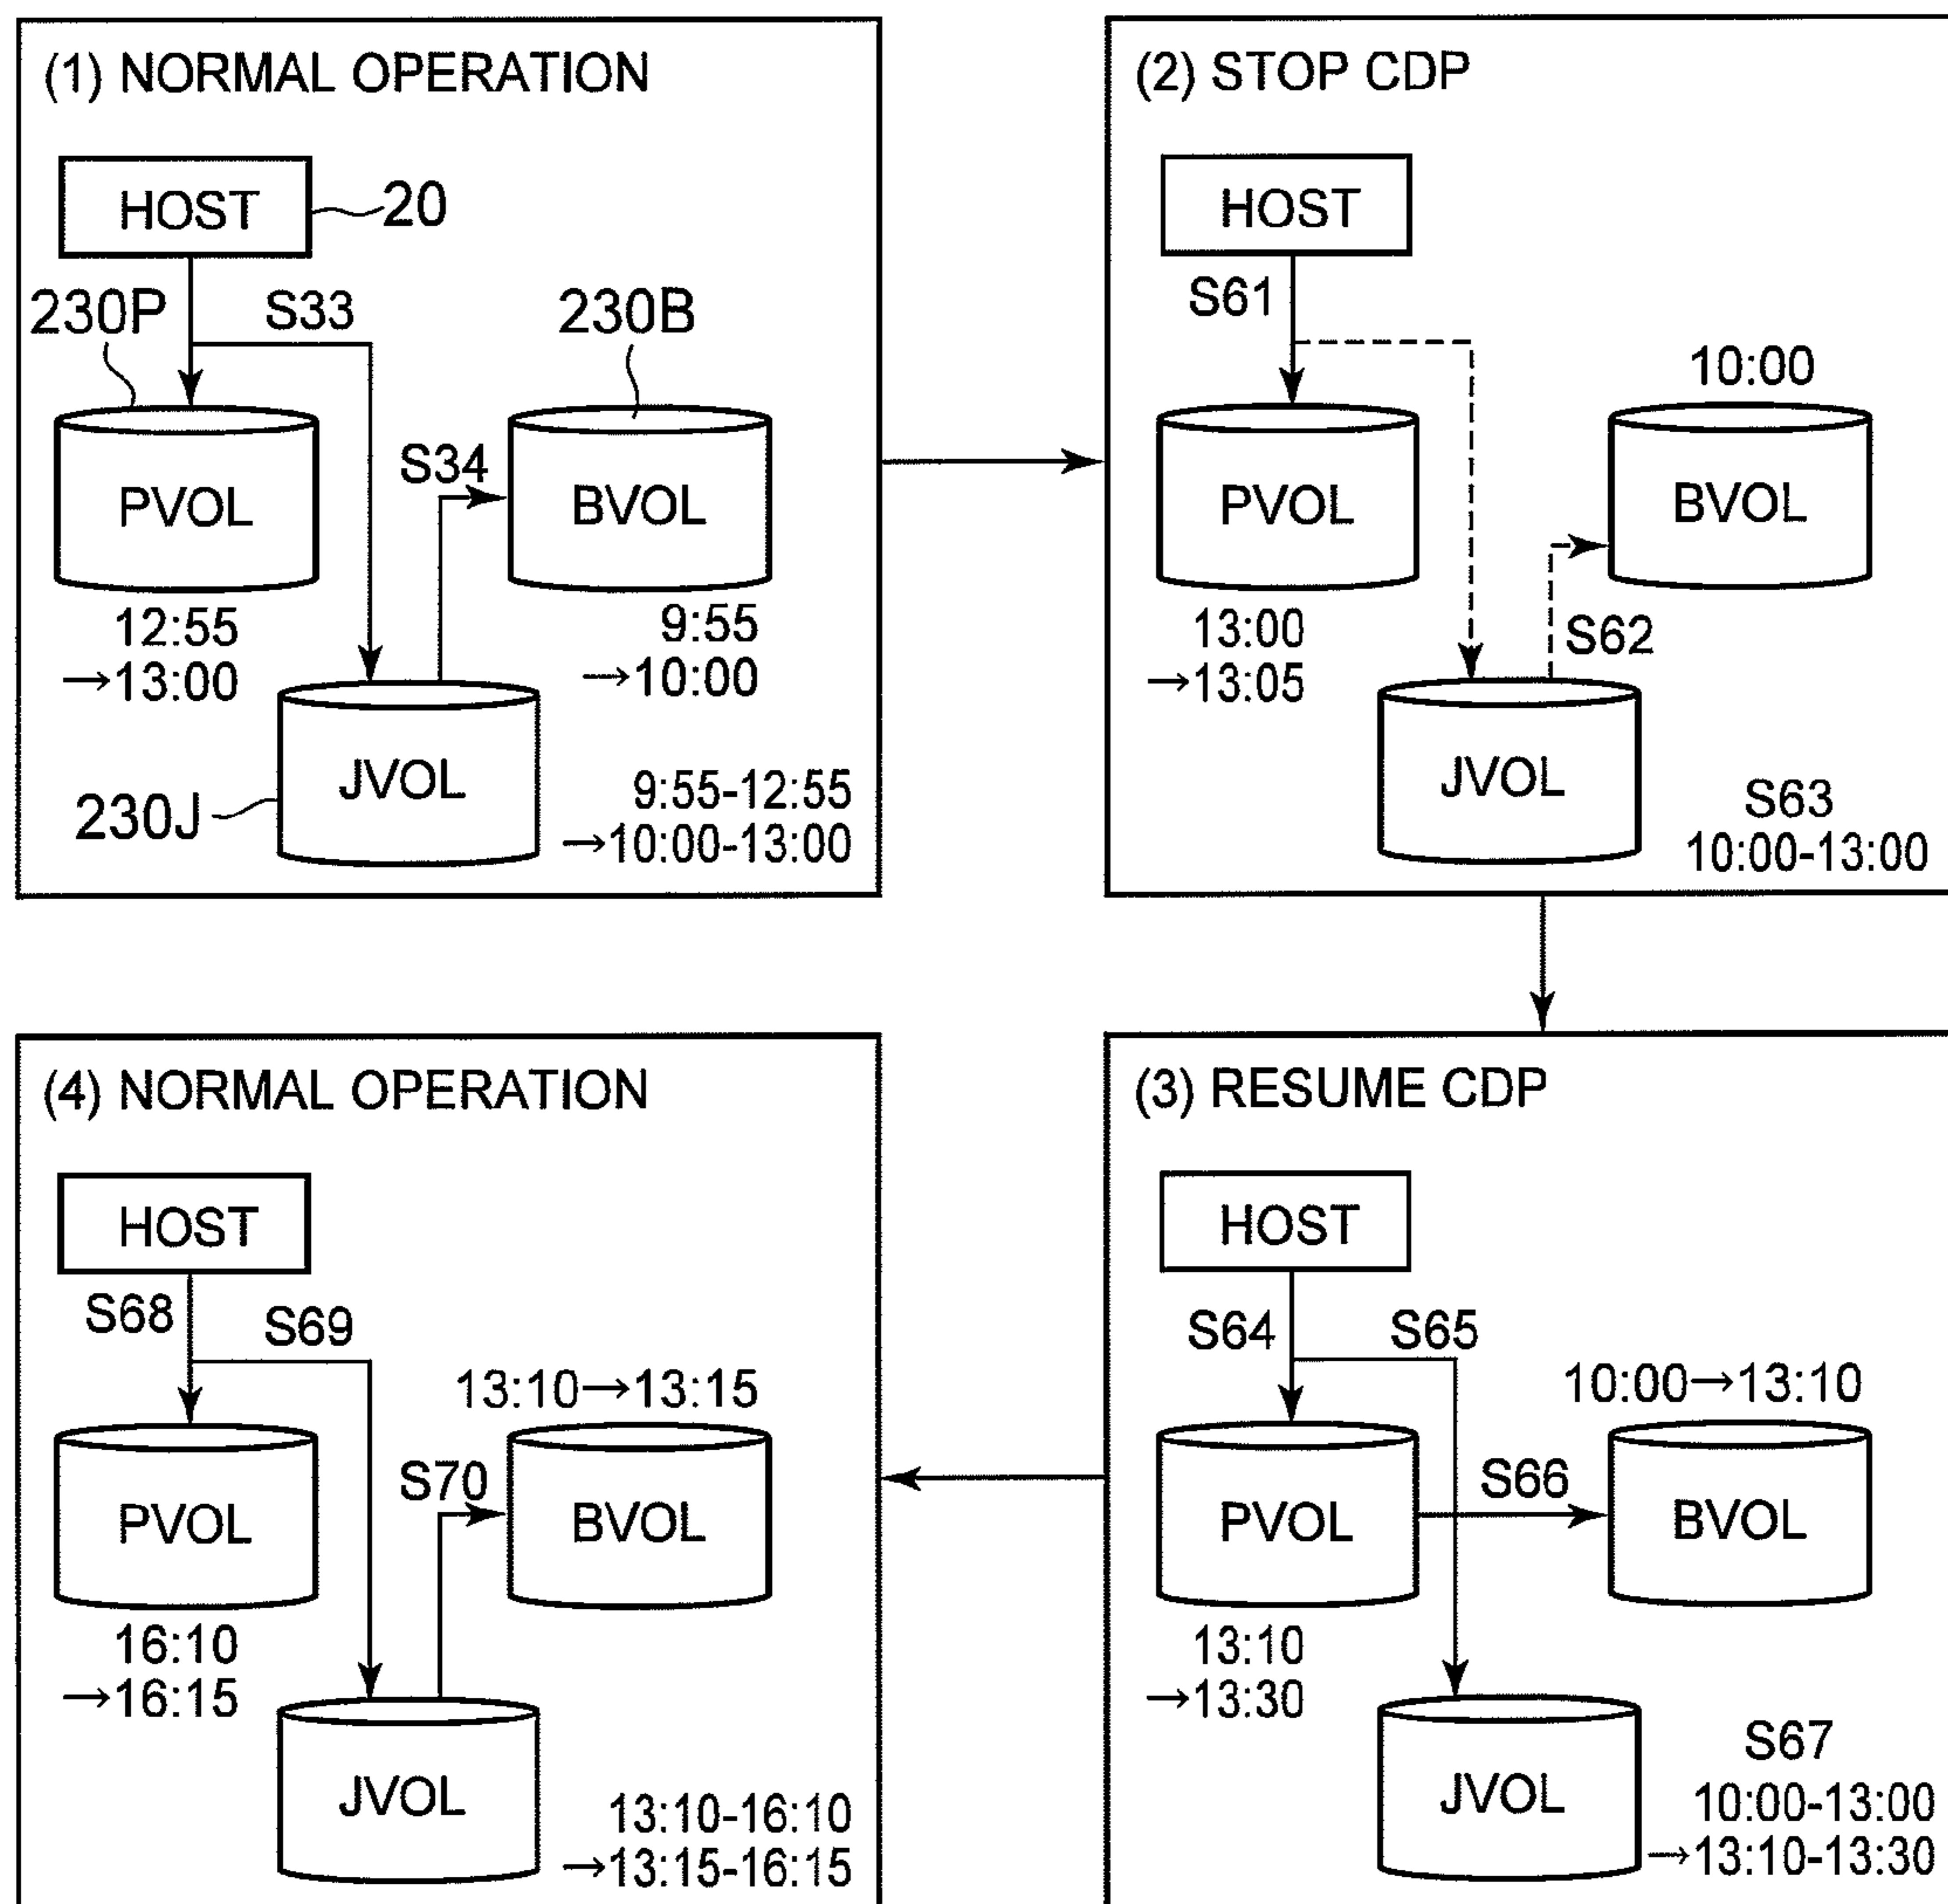 (1) NORMAL OPERATION
HOST
20
230P
S33
230B
PVOL
S34
BVOL
12:55
→13:00
9:55
→10:00
JVOL
230J
9:55-12:55
→10:00-13:00
(2) STOP CDP
HOST
S61
10:00
PVOL
BVOL
13:00
→13:05
S62
JVOL
S63
10:00-13:00
(3) RESUME CDP
HOST
S64
S65
10:00→13:10
PVOL
S66
BVOL
13:10
→13:30
JVOL
S67
10:00-13:00
→13:10-13:30
(4) NORMAL OPERATION
HOST
S68
S69
13:10→13:15
PVOL
S70
BVOL
16:10
→16:15
JVOL
13:10-16:10
→13:15-16:15